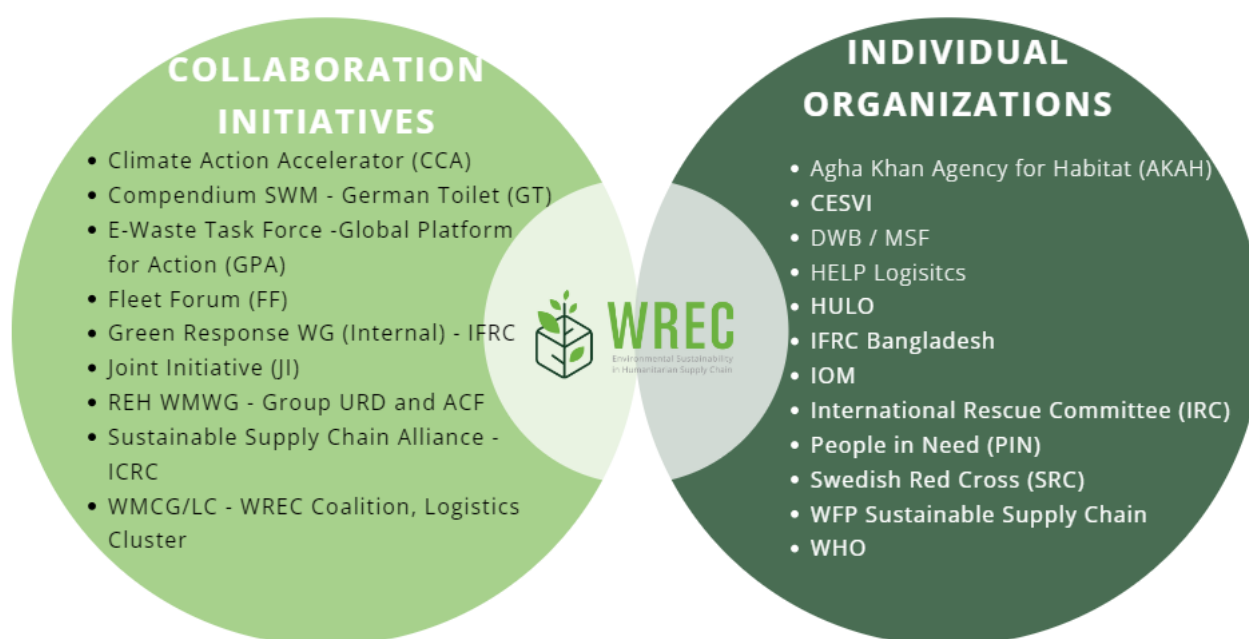 COLLABORATION
INITIATIVES
• Climate Action Accelerator (CCA)
• Compendium SWM - German Toilet (GT)
• E-Waste Task Force -Global Platform
for Action (GPA)
• Fleet Forum (FF)
• Green Response WG (Internal) - IFRC
• Joint Initiative (JI)
• REH WMWG - Group URD and ACF
• Sustainable Supply Chain Alliance -
ICRC
• WMCG/LC - WREC Coalition, Logistics
Cluster
WREC
Environmental Sustainability
in Humanitarian Supply Chain
INDIVIDUAL
ORGANIZATIONS
• Agha Khan Agency for Habitat (AKAH)
• CESVI
• DWB / MSF
• HELP Logisitcs
• HULO
• IFRC Bangladesh
• IOM
• International Rescue Committee (IRC)
• People in Need (PIN)
• Swedish Red Cross (SRC)
• WFP Sustainable Supply Chain
• WHO